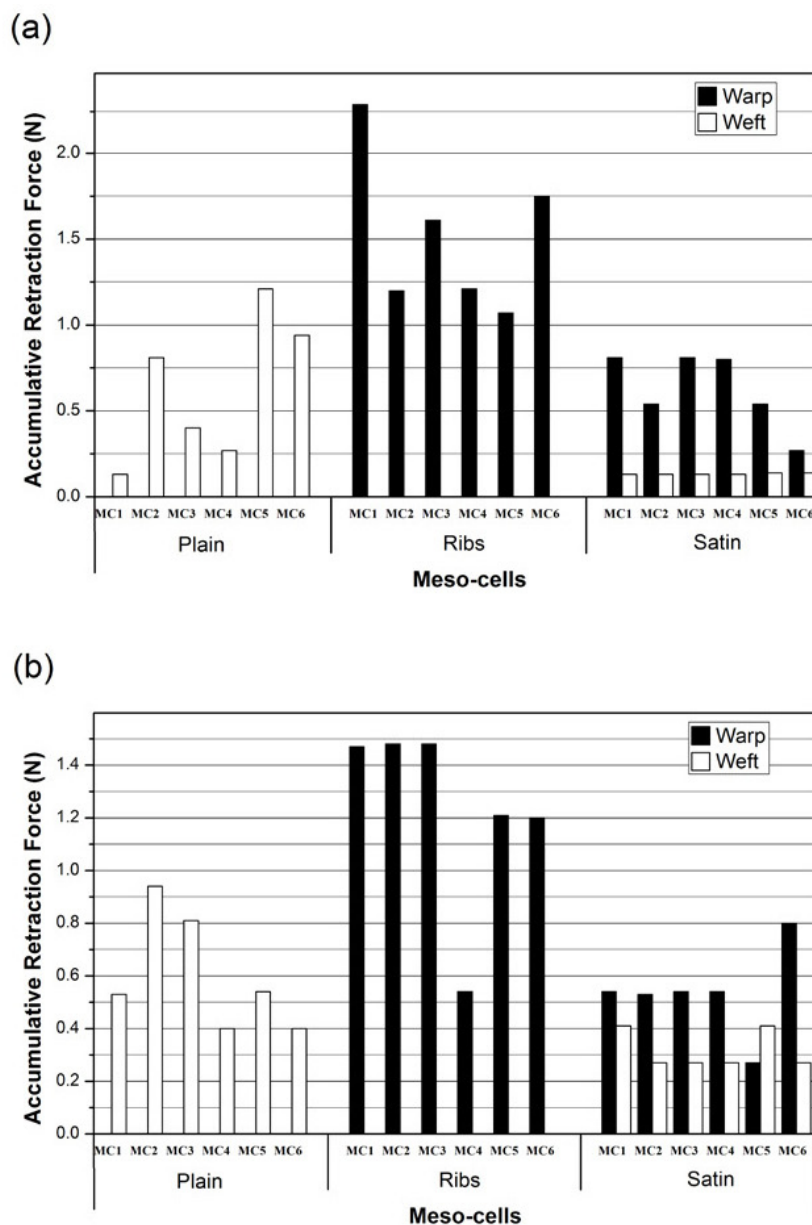 (a)
Accumulative Retraction Force (N)
2.0
1.5
1.0
0.5
0.0
Warp
Weft
MC1 MC2 MC3 MC4 MC5 MC6 MC1 MC2 MC3 MC4 MC5 MC6 MC1 MC2 MC3 MC4 MC5 MC6
Plain Ribs Satin
Meso-cells
(b)
Accumulative Retraction Force (N)
1.4
1.2
1.0
0.8
0.6
0.4
0.2
0.0
Warp
Weft
MC1 MC2 MC3 MC4 MC5 MC6 MC1 MC2 MC3 MC4 MC5 MC6 MC1 MC2 MC3 MC4 MC5 MC6
Plain Ribs Satin
Meso-cells